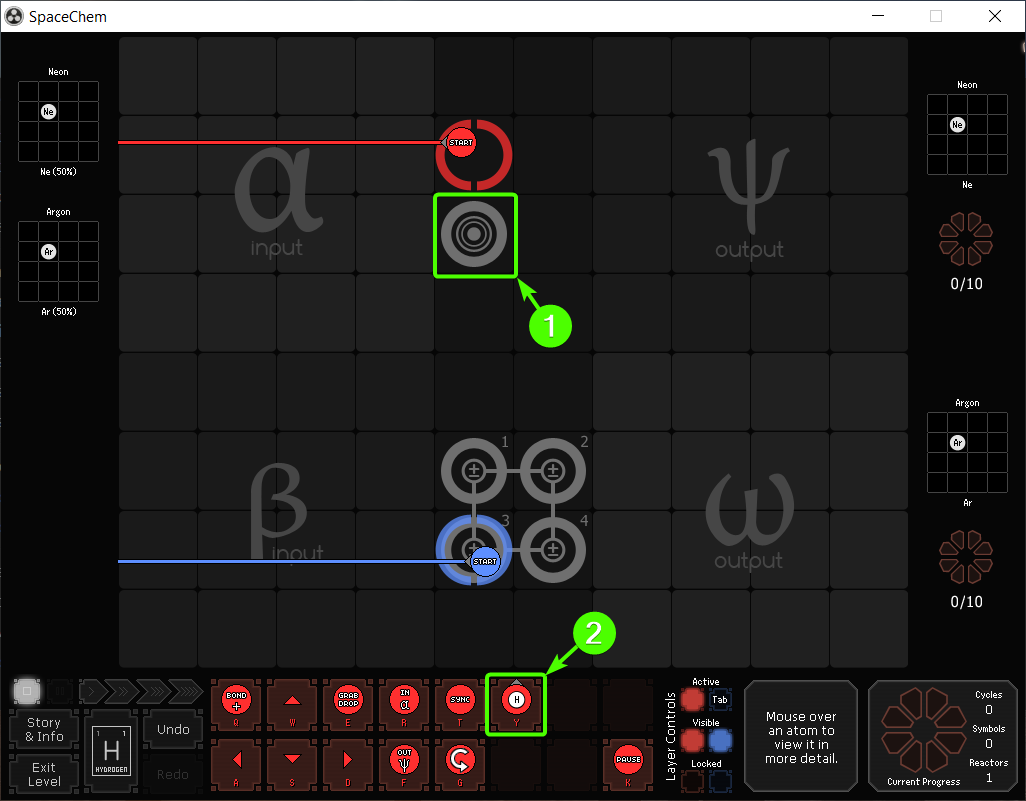 SpaceChem
Neon
Ne
Ne (50%)
Argon
Ar
Ar (50%)
START
α
input
ψ
output
1
Neon
Ne
Ne
0/10
Argon
Ar
Ar
0/10
1
2
β
input
3
4
START
ω
output
2
Story
& Info
Exit
Level
1 1
H
HYDROGEN
Undo
Redo
BOND
+
Q
W
GRAB
DROP
E
IN
α
R
SYNC
T
H
Y
A
S
D
OUT
ψ
F
G
PAUSE
K
Layer Controls
Active
Tab
Visible
Locked
Mouse over
an atom to
view it in
more detail.
Cycles
0
Symbols
0
Reactors
1
Current Progress